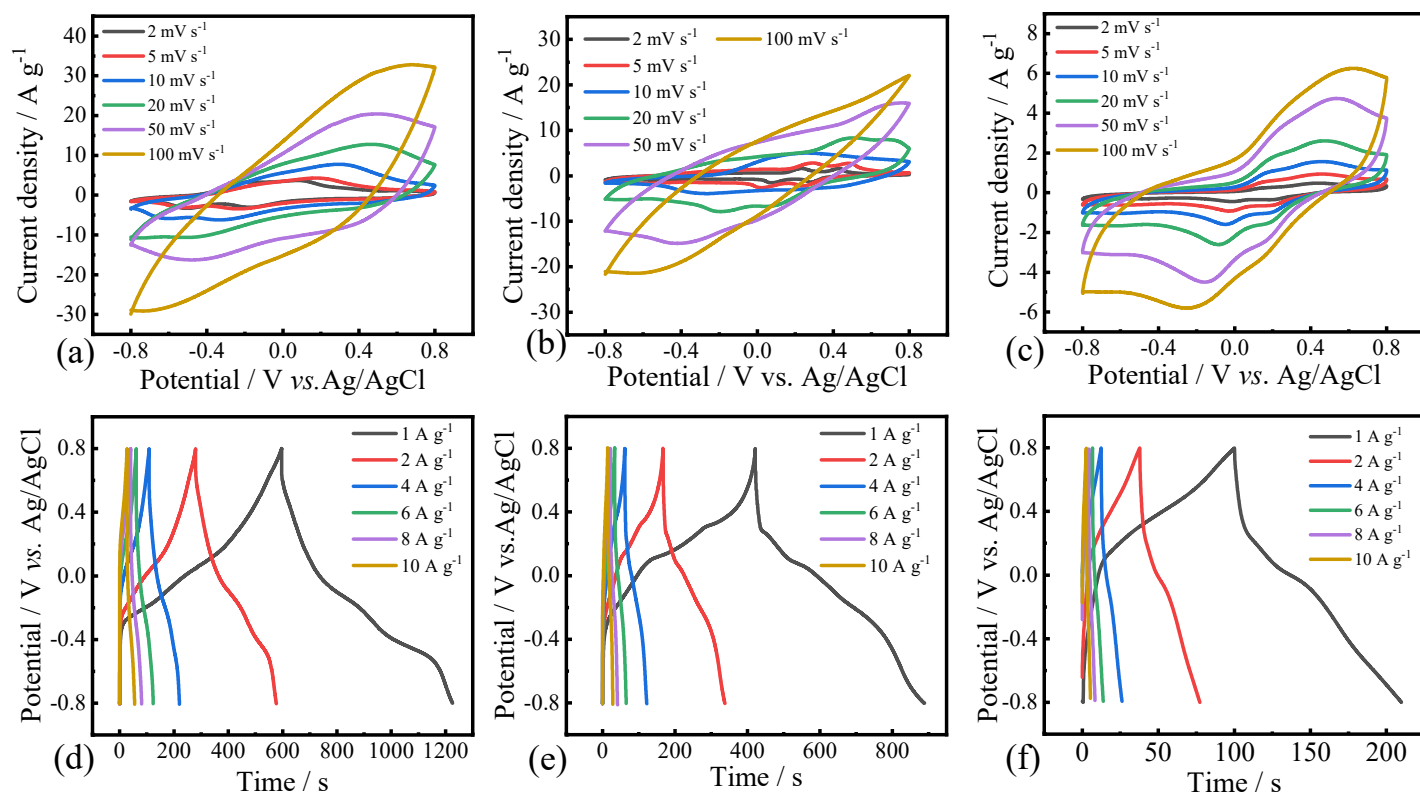 40
30
20
10
0
-10
-20
-30
Current density / A g⁻¹
2 mV s⁻¹
5 mV s⁻¹
10 mV s⁻¹
20 mV s⁻¹
50 mV s⁻¹
100 mV s⁻¹
-0.8 -0.4 0.0 0.4 0.8
(a)
Potential / V vs.Ag/AgCl
30
20
10
0
-10
-20
-30
Current density / A g⁻¹
2 mV s⁻¹ 100 mV s⁻¹
5 mV s⁻¹
10 mV s⁻¹
20 mV s⁻¹
50 mV s⁻¹
-0.8 -0.4 0.0 0.4 0.8
(b)
Potential / V vs. Ag/AgCl
8
6
4
2
0
-2
-4
-6
Current density / A g⁻¹
2 mV s⁻¹
5 mV s⁻¹
10 mV s⁻¹
20 mV s⁻¹
50 mV s⁻¹
100 mV s⁻¹
-0.8 -0.4 0.0 0.4 0.8
(c)
Potential / V vs. Ag/AgCl
0.8
0.4
0.0
-0.4
-0.8
Potential / V vs. Ag/AgCl
1 A g⁻¹
2 A g⁻¹
4 A g⁻¹
6 A g⁻¹
8 A g⁻¹
10 A g⁻¹
0 200 400 600 800 1000 1200
(d)
Time / s
0.8
0.4
0.0
-0.4
-0.8
Potential / V vs.Ag/AgCl
1 A g⁻¹
2 A g⁻¹
4 A g⁻¹
6 A g⁻¹
8 A g⁻¹
10 A g⁻¹
0 200 400 600 800
(e)
Time / s
0.8
0.4
0.0
-0.4
-0.8
Potential / V vs. Ag/AgCl
1 A g⁻¹
2 A g⁻¹
4 A g⁻¹
6 A g⁻¹
8 A g⁻¹
10 A g⁻¹
0 50 100 150 200
(f)
Time / s